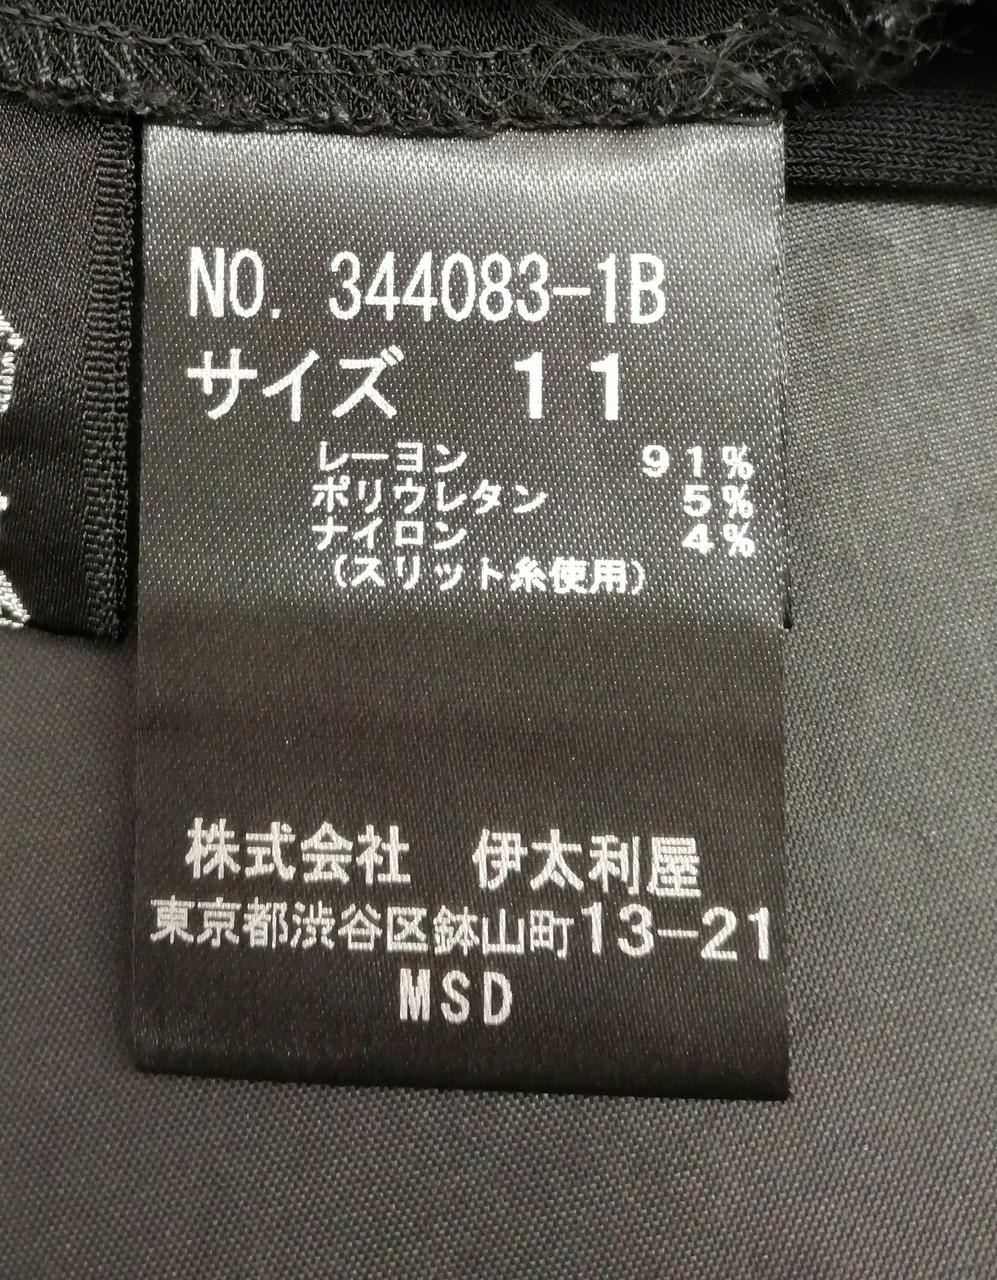 NO. 344083-1B
サイズ 11
レーヨン 91%
ポリウレタン 5%
ナイロン 4%
(スリット糸使用)
株式会社 伊太利屋
東京都渋谷区鉢山町13-21
MSD